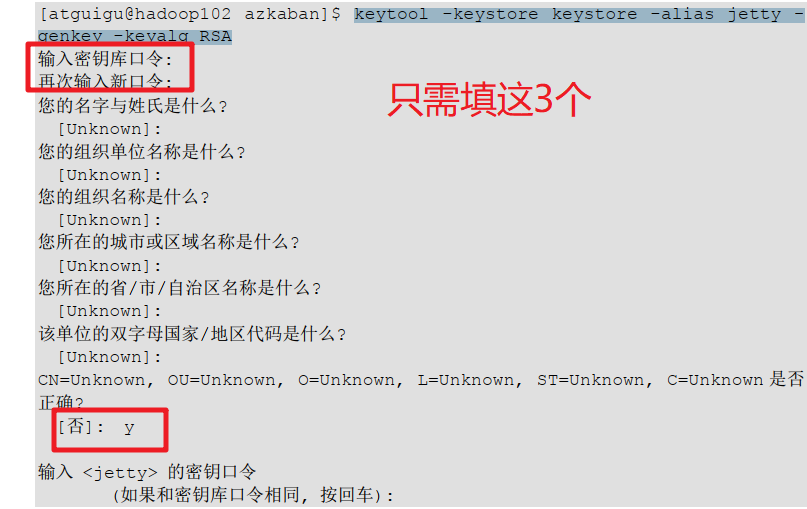 [atguigu@hadoop102 azkaban]$ keytool -keystore keystore -alias jetty -
genkey -keyalg RSA
输入密钥库口令:
再次输入新口令:
只需填这3个
您的名字与姓氏是什么?
[Unknown]:
您的组织单位名称是什么?
[Unknown]:
您的组织名称是什么?
[Unknown]:
您所在的城市或区域名称是什么?
[Unknown]:
您所在的省/市/自治区名称是什么?
[Unknown]:
该单位的双字母国家/地区代码是什么?
[Unknown]:
CN=Unknown, OU=Unknown, O=Unknown, L=Unknown, ST=Unknown, C=Unknown 是否
正确?
[否]: y
输入 <jetty> 的密钥口令
(如果和密钥库口令相同, 按回车):